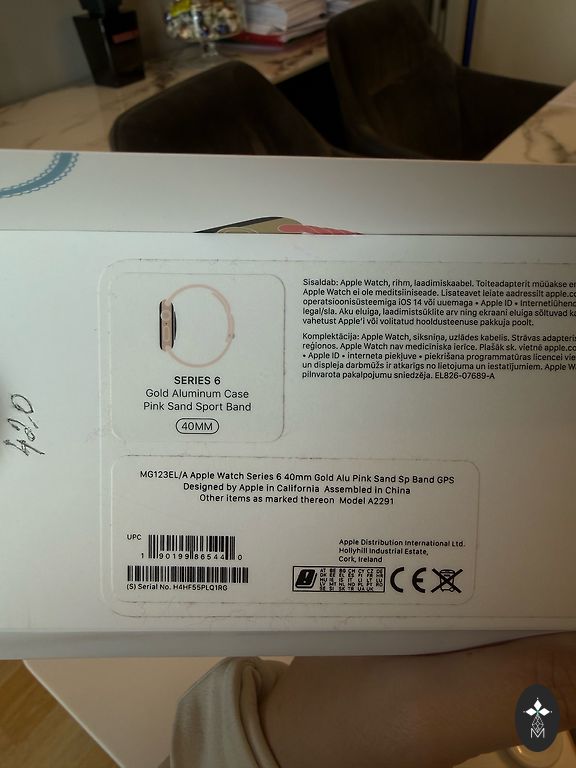 SERIES 6
Gold Aluminum Case
Pink Sand Sport Band
40MM
Sisaldab: Apple Watch, rihm, laadimiskaabel. Toiteadapterit müüakse
Apple Watch ei ole meditsiiniseade. Lisateavet leiate aadressilt apple.co
operatsioonisüsteemiga iOS 14 või uuemaga • Apple ID • Internetiühend
legal/sla. Aku eluiga, laadimistsüklite arv ning ekraani eluiga sõltuvad
vahetust Apple'i või volitatud hooldusteenuse pakkuja poolt.
Komplektācija: Apple Watch, siksniņa, uzlādes kabelis. Strāvas adapteris
reģionos. Apple Watch nav medicīniska ierīce. Plašāk sk. vietnē apple.co
• Apple ID • interneta piekļuve • piekrišana programmatūras licencei
un displeja darbmūžs ir atkarīgs no lietojuma un iestatījumiem. Apple
pilnvarota pakalpojumu sniedzēja. EL826-07689-A
420
MG123EL/A Apple Watch Series 6 40mm Gold Alu Pink Sand Sp Band GPS
Designed by Apple in California Assembled in China
Other items as marked thereon Model A2291
UPC
1 90199 86544 0
(S) Serial No. H4HF55PLQ1RG
Apple Distribution International Ltd.
Hollyhill Industrial Estate,
Cork, Ireland
CE
M